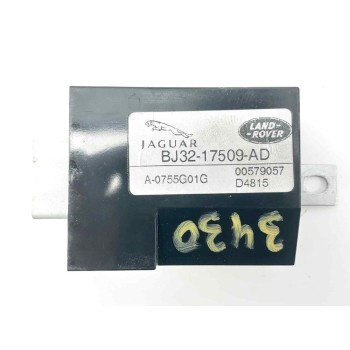 JAGUAR
LAND-
ROVER
BJ32-17509-AD
A-0755G01G
00579057
D4815
3430